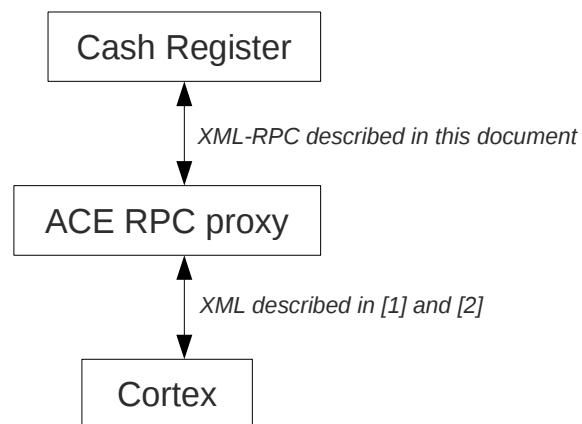 Cash Register
XML-RPC described in this document
ACE RPC proxy
XML described in [1] and [2]
Cortex